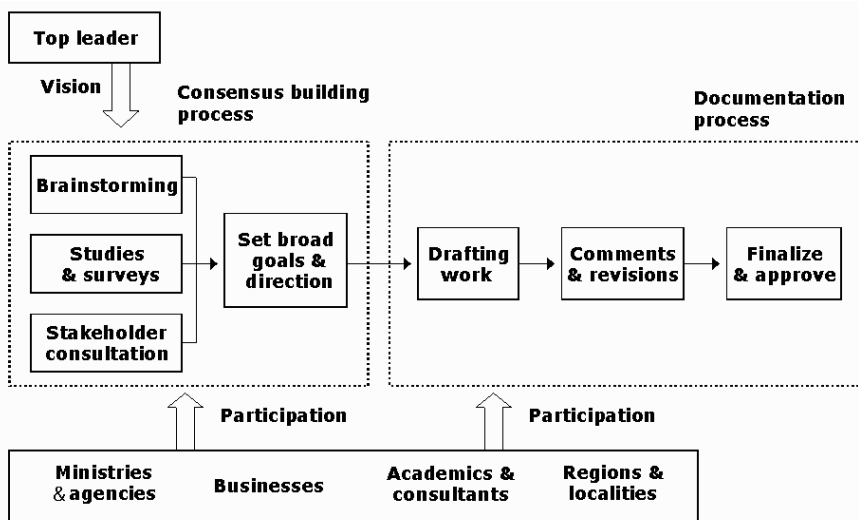 Top leader
Vision
Consensus building
process
Documentation
process
Brainstorming
Studies
& surveys
Stakeholder
consultation
Set broad
goals &
direction
Drafting
work
Comments
& revisions
Finalize
& approve
Participation
Participation
Ministries
& agencies
Businesses
Academics &
consultants
Regions &
localities